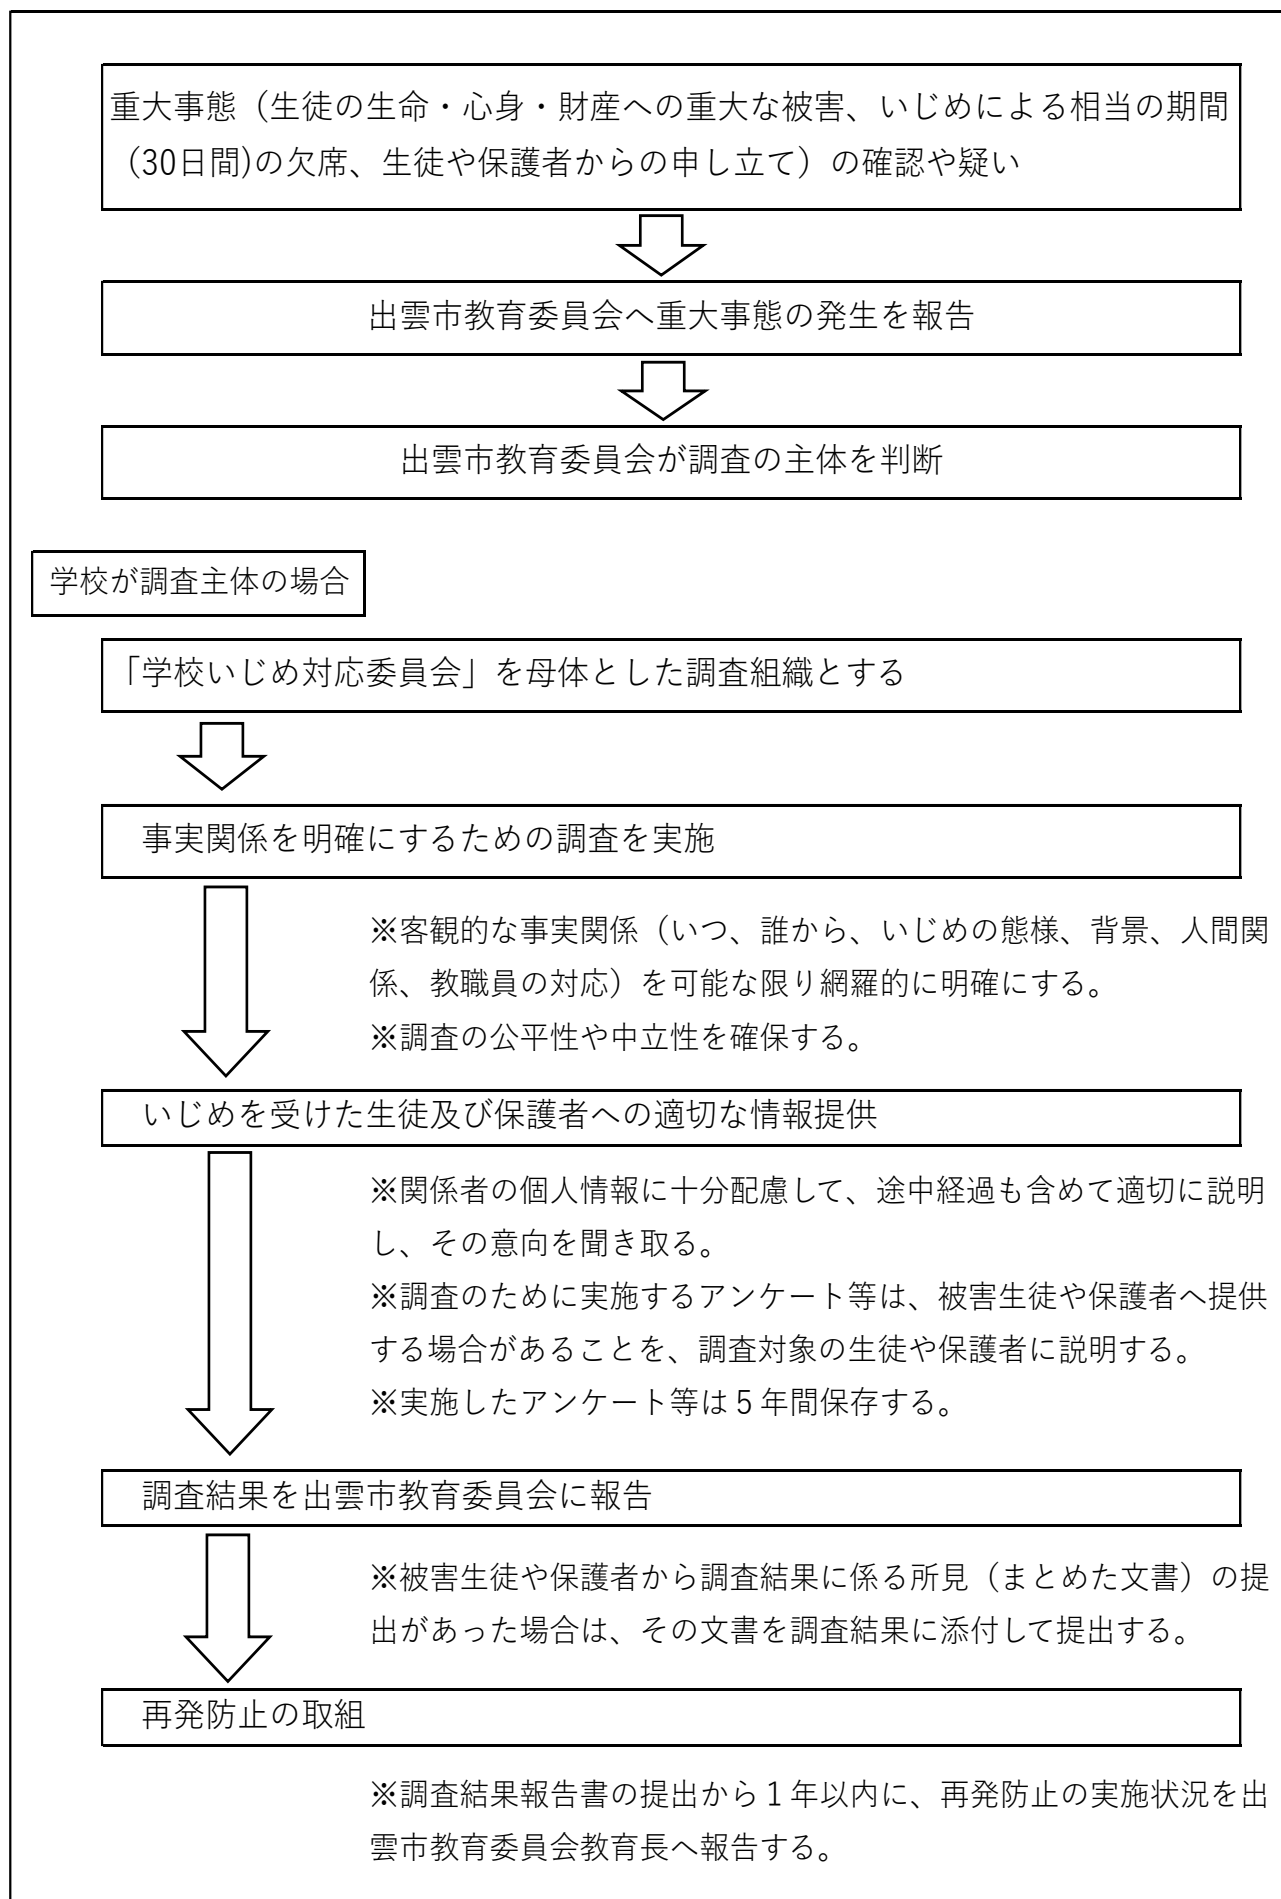 重大事態（生徒の生命・心身・財産への重大な被害、いじめによる相当の期間
（30日間)の欠席、生徒や保護者からの申し立て）の確認や疑い
出雲市教育委員会へ重大事態の発生を報告
出雲市教育委員会が調査の主体を判断
学校が調査主体の場合
「学校いじめ対応委員会」を母体とした調査組織とする
事実関係を明確にするための調査を実施
※客観的な事実関係（いつ、誰から、いじめの態様、背景、人間関
係、教職員の対応）を可能な限り網羅的に明確にする。
※調査の公平性や中立性を確保する。
いじめを受けた生徒及び保護者への適切な情報提供
※関係者の個人情報に十分配慮して、途中経過も含めて適切に説明
し、その意向を聞き取る。
※調査のために実施するアンケート等は、被害生徒や保護者へ提供
する場合があることを、調査対象の生徒や保護者に説明する。
※実施したアンケート等は５年間保存する。
調査結果を出雲市教育委員会に報告
※被害生徒や保護者から調査結果に係る所見（まとめた文書）の提
出があった場合は、その文書を調査結果に添付して提出する。
再発防止の取組
※調査結果報告書の提出から１年以内に、再発防止の実施状況を出
雲市教育委員会教育長へ報告する。